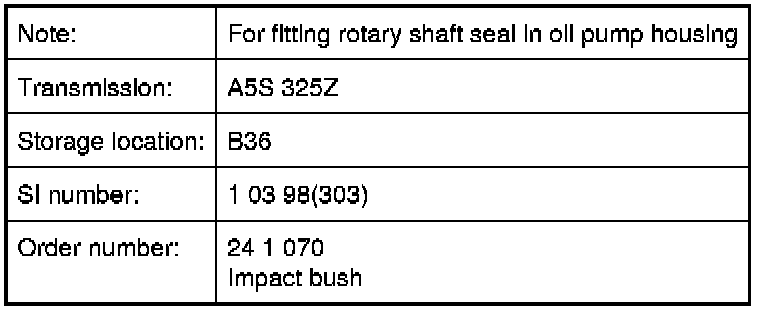 Note: For fitting rotary shaft seal in oil pump housing
Transmission: A5S 325Z
Storage location: B36
SI number: 1 03 98(303)
Order number: 24 1 070
Impact bush